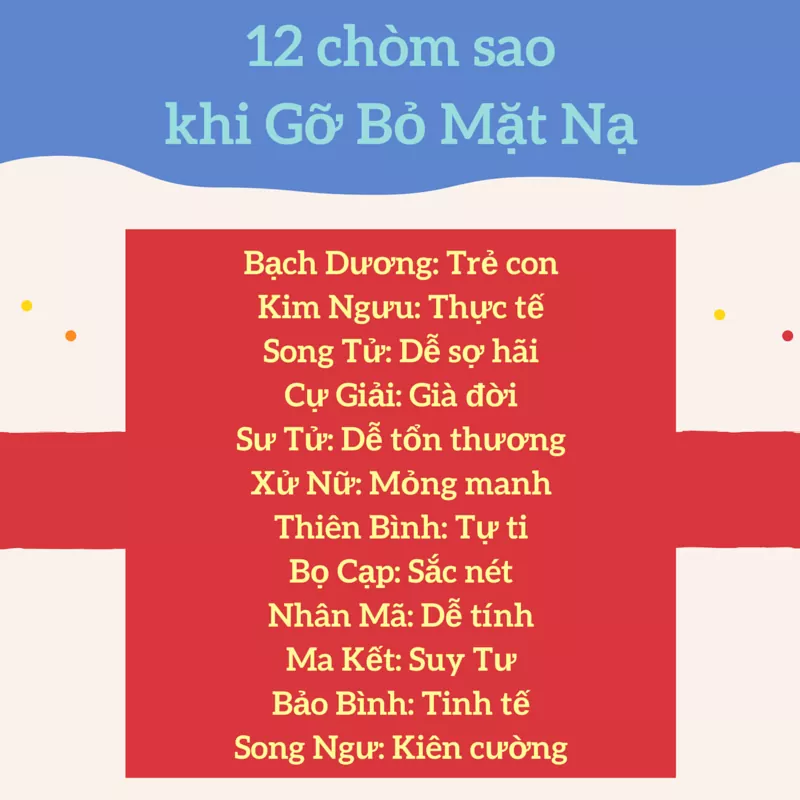 12 chòm sao
khi Gỡ Bỏ Mặt Nạ
Bạch Dương: Trẻ con
Kim Ngưu: Thực tế
Song Tử: Dễ sợ hãi
Cự Giải: Già đời
Sư Tử: Dễ tổn thương
Xử Nữ: Mỏng manh
Thiên Bình: Tự ti
Bọ Cạp: Sắc nét
Nhân Mã: Dễ tính
Ma Kết: Suy Tư
Bảo Bình: Tinh tế
Song Ngư: Kiên cường